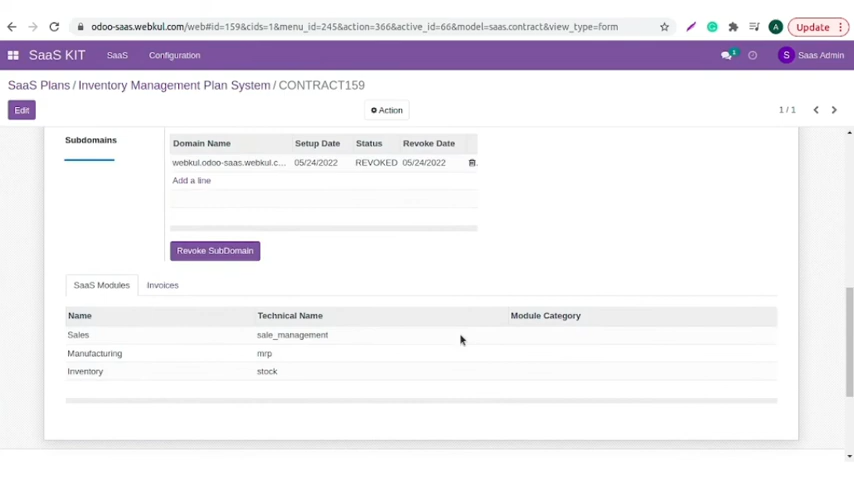 odoo-saas.webkul.com/web#id=159&cids=1&menu_id=245&action=366&active_id=66&model=saas.contract&view_type=form
A
Update
SaaS KIT
SaaS
Configuration
1
S
Saas Admin
SaaS Plans / Inventory Management Plan System / CONTRACT159
Edit
Action
1 / 1
Subdomains
Domain Name Setup Date Status Revoke Date
webkul.odoo-saas.webkul.c... 05/24/2022 REVOKED 05/24/2022
Add a line
Revoke SubDomain
SaaS Modules Invoices
Name Technical Name Module Category
Sales sale_management
Manufacturing mrp
Inventory stock